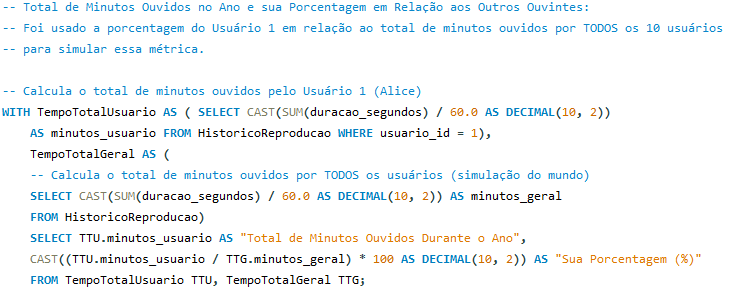 -- Total de Minutos Ouvidos no Ano e sua Porcentagem em Relação aos Outros Ouvintes:
-- Foi usado a porcentagem do Usuário 1 em relação ao total de minutos ouvidos por TODOS os 10 usuários
-- para simular essa métrica.
-- Calcula o total de minutos ouvidos pelo Usuário 1 (Alice)
WITH TempoTotalUsuario AS ( SELECT CAST(SUM(duracao_segundos) / 60.0 AS DECIMAL(10, 2))
AS minutos_usuario FROM HistoricoReproducao WHERE usuario_id = 1),
TempoTotalGeral AS (
-- Calcula o total de minutos ouvidos por TODOS os usuários (simulação do mundo)
SELECT CAST(SUM(duracao_segundos) / 60.0 AS DECIMAL(10, 2)) AS minutos_geral
FROM HistoricoReproducao)
SELECT TTU.minutos_usuario AS "Total de Minutos Ouvidos Durante o Ano",
CAST((TTU.minutos_usuario / TTG.minutos_geral) * 100 AS DECIMAL(10, 2)) AS "Sua Porcentagem (%)"
FROM TempoTotalUsuario TTU, TempoTotalGeral TTG;